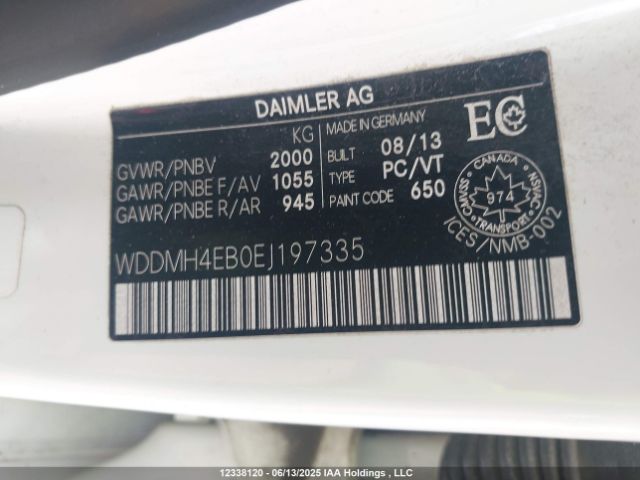 DAIMLER AG
KG
MADE IN GERMANY
GVWR/PNBV 2000
BUILT 08/13
GAWR/PNBE F/AV 1055
TYPE PC/VT
GAWR/PNBE R/AR 945
PAINT CODE 650
EC
CANADA
974
TRANSPORT
ICES/NMB-002
WDDMH4EB0EJ197335
12338120 - 06/13/2025 IAA Holdings , LLC